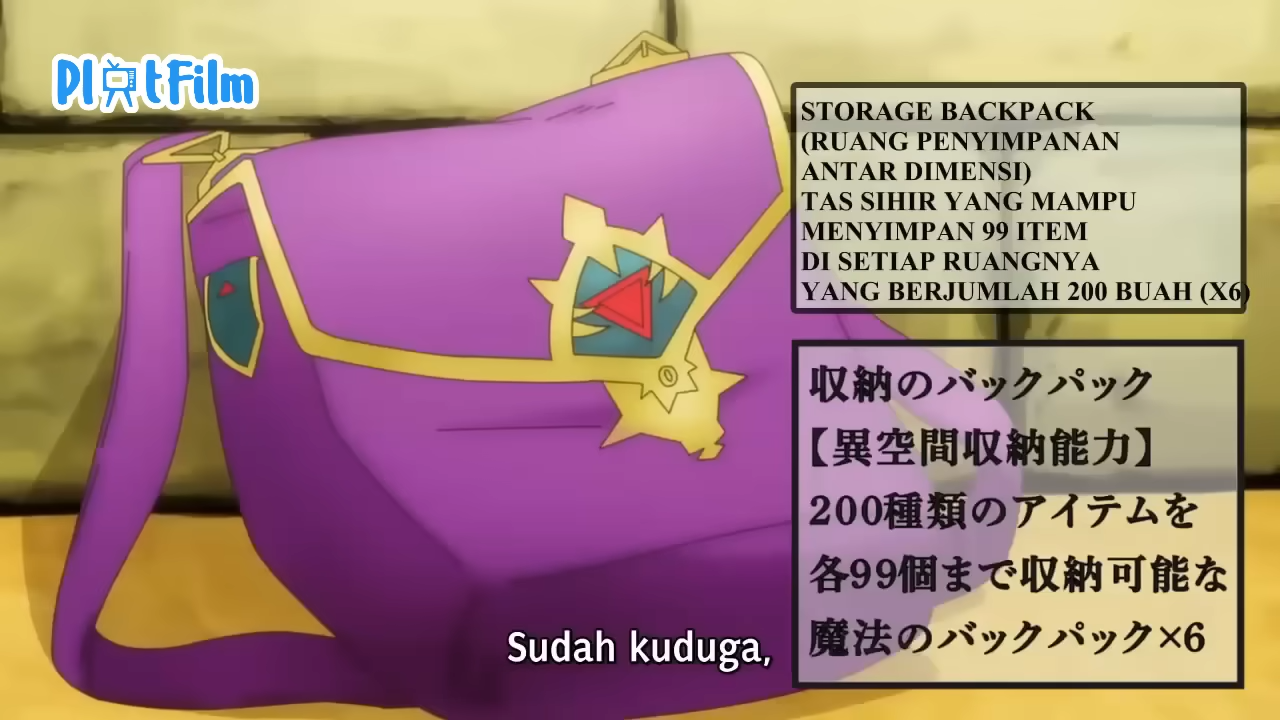 PlotFilm
STORAGE BACKPACK
(RUANG PENYIMPANAN
ANTAR DIMENSI)
TAS SIHIR YANG MAMPU
MENYIMPAN 99 ITEM
DI SETIAP RUANGNYA
YANG BERJUMLAH 200 BUAH (X6)
収納のバックパック
【異空間収納能力】
200種類のアイテムを
各99個まで収納可能な
魔法のバックパック×6
Sudah kuduga,